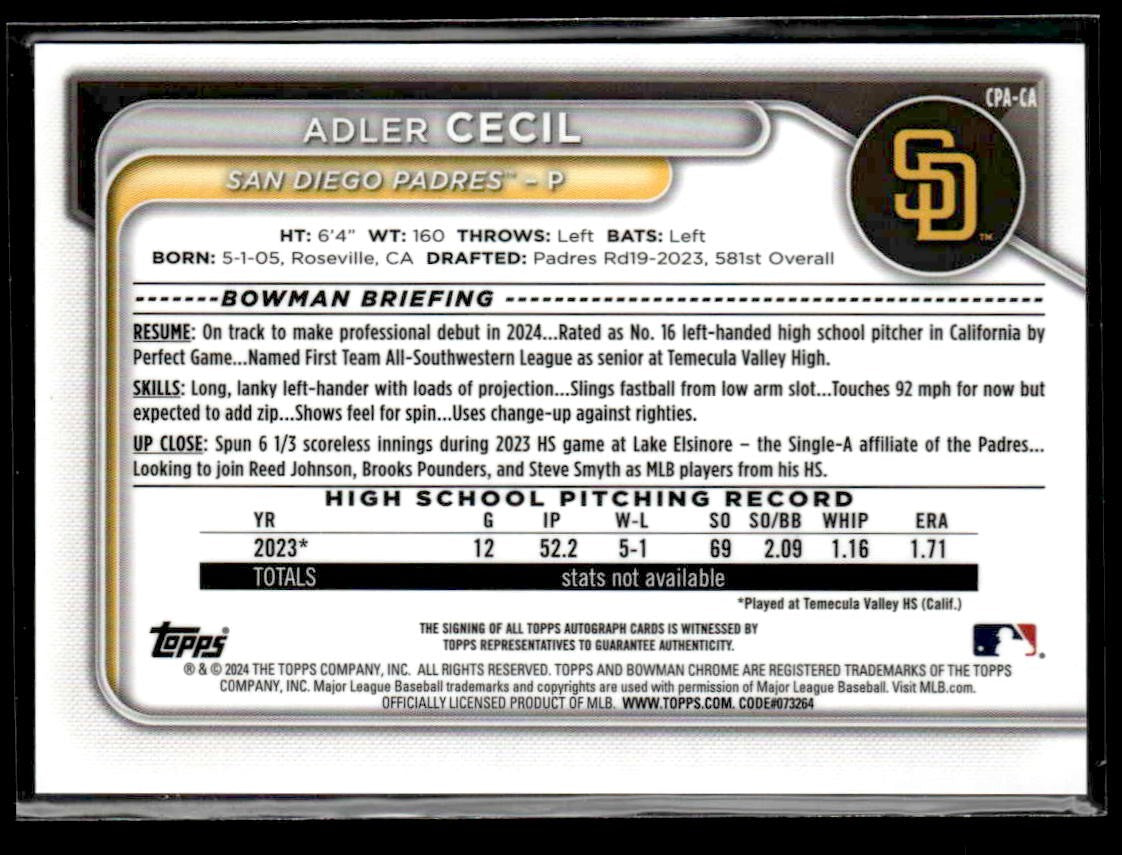 CPA-CA
ADLER CECIL
SAN DIEGO PADRES™ – P
SD™
HT: 6'4" WT: 160 THROWS: Left BATS: Left
BORN: 5-1-05, Roseville, CA DRAFTED: Padres Rd19-2023, 581st Overall
-------BOWMAN BRIEFING ---------------------------------------------
RESUME: On track to make professional debut in 2024...Rated as No. 16 left-handed high school pitcher in California by
Perfect Game...Named First Team All-Southwestern League as senior at Temecula Valley High.
SKILLS: Long, lanky left-hander with loads of projection...Slings fastball from low arm slot...Touches 92 mph for now but
expected to add zip...Shows feel for spin...Uses change-up against righties.
UP CLOSE: Spun 6 1/3 scoreless innings during 2023 HS game at Lake Elsinore – the Single-A affiliate of the Padres...
Looking to join Reed Johnson, Brooks Pounders, and Steve Smyth as MLB players from his HS.
HIGH SCHOOL PITCHING RECORD
YR G IP W-L SO SO/BB WHIP ERA
2023* 12 52.2 5-1 69 2.09 1.16 1.71
TOTALS stats not available
*Played at Temecula Valley HS (Calif.)
topps®
THE SIGNING OF ALL TOPPS AUTOGRAPH CARDS IS WITNESSED BY
TOPPS REPRESENTATIVES TO GUARANTEE AUTHENTICITY.
® & © 2024 THE TOPPS COMPANY, INC. ALL RIGHTS RESERVED. TOPPS AND BOWMAN CHROME ARE REGISTERED TRADEMARKS OF THE TOPPS
COMPANY, INC. Major League Baseball trademarks and copyrights are used with permission of Major League Baseball. Visit MLB.com.
OFFICIALLY LICENSED PRODUCT OF MLB. WWW.TOPPS.COM. CODE#073264